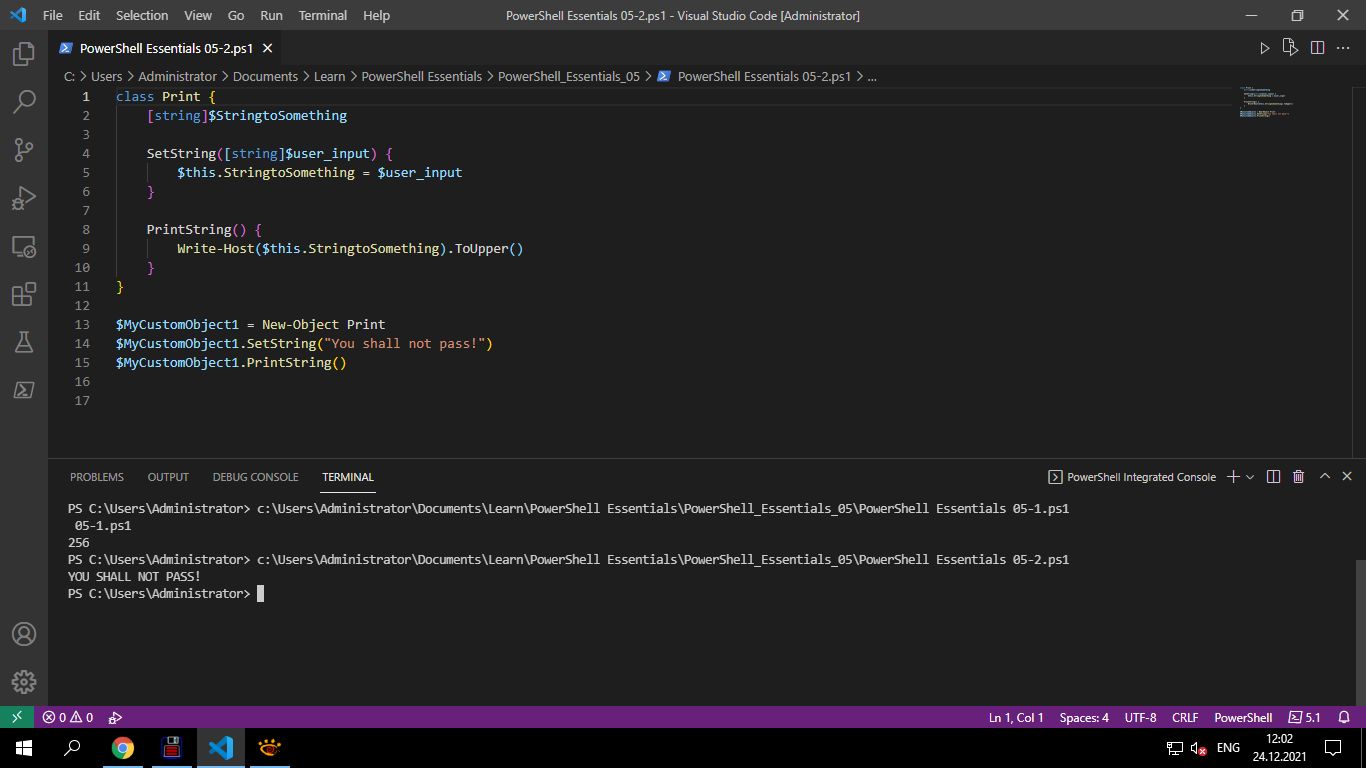 File Edit Selection View Go Run Terminal Help PowerShell Essentials 05-2.ps1 - Visual Studio Code [Administrator]
PowerShell Essentials 05-2.ps1
C: > Users > Administrator > Documents > Learn > PowerShell Essentials > PowerShell_Essentials_05 > PowerShell Essentials 05-2.ps1 > ...
1 class Print {
2     [string]$StringtoSomething
3
4     SetString([string]$user_input) {
5         $this.StringtoSomething = $user_input
6     }
7
8     PrintString() {
9         Write-Host($this.StringtoSomething).ToUpper()
10     }
11 }
12
13 $MyCustomObject1 = New-Object Print
14 $MyCustomObject1.SetString("You shall not pass!")
15 $MyCustomObject1.PrintString()
16
17
PROBLEMS OUTPUT DEBUG CONSOLE TERMINAL PowerShell Integrated Console
PS C:\Users\Administrator> c:\Users\Administrator\Documents\Learn\PowerShell Essentials\PowerShell_Essentials_05\PowerShell Essentials 05-1.ps1
 05-1.ps1
256
PS C:\Users\Administrator> c:\Users\Administrator\Documents\Learn\PowerShell Essentials\PowerShell_Essentials_05\PowerShell Essentials 05-2.ps1
YOU SHALL NOT PASS!
PS C:\Users\Administrator>
0 0 Ln 1, Col 1 Spaces: 4 UTF-8 CRLF PowerShell 5.1
ENG 12:02
24.12.2021